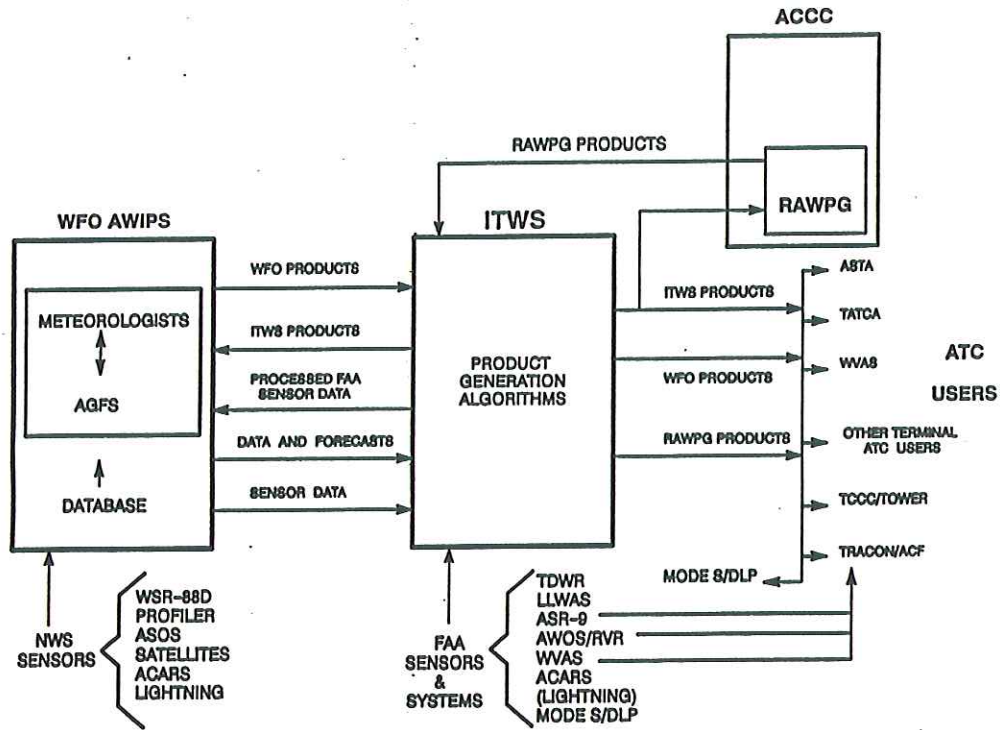 ACCC
RAWPG PRODUCTS
RAWPG
WFO AWIPS
ITWS
WFO PRODUCTS
METEOROLOGISTS
ITWS PRODUCTS
PROCESSED FAA
SENSOR DATA
AGFS
DATA AND FORECASTS
SENSOR DATA
DATABASE
PRODUCT
GENERATION
ALGORITHMS
ITWS PRODUCTS
WFO PRODUCTS
RAWPG PRODUCTS
ASTA
TATCA
WVAS
OTHER TERMINAL
ATC USERS
TCCC/TOWER
TRACON/ACF
MODE S/DLP
ATC
USERS
NWS
SENSORS
WSR-88D
PROFILER
ASOS
SATELLITES
ACARS
LIGHTNING
FAA
SENSORS
&
SYSTEMS
TDWR
LLWAS
ASR-9
AWOS/RVR
WVAS
ACARS
(LIGHTNING)
MODE S/DLP